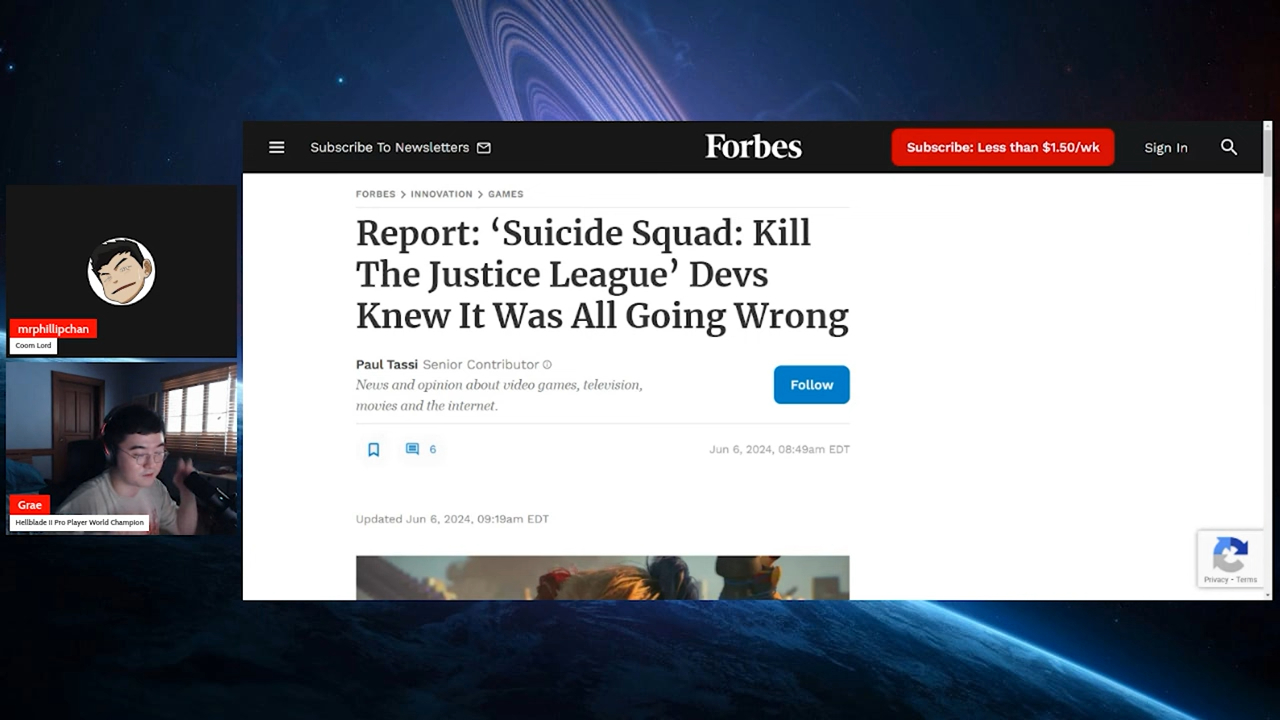 Subscribe To Newsletters
Forbes
Subscribe: Less than $1.50/wk
Sign In
FORBES > INNOVATION > GAMES
Report: ‘Suicide Squad: Kill
The Justice League’ Devs
Knew It Was All Going Wrong
Paul Tassi Senior Contributor
News and opinion about video games, television,
movies and the internet.
Follow
6
Jun 6, 2024, 08:49am EDT
Updated Jun 6, 2024, 09:19am EDT
Privacy - Terms
mrphillipchan
Coom Lord
Grae
Hellblade II Pro Player World Champion